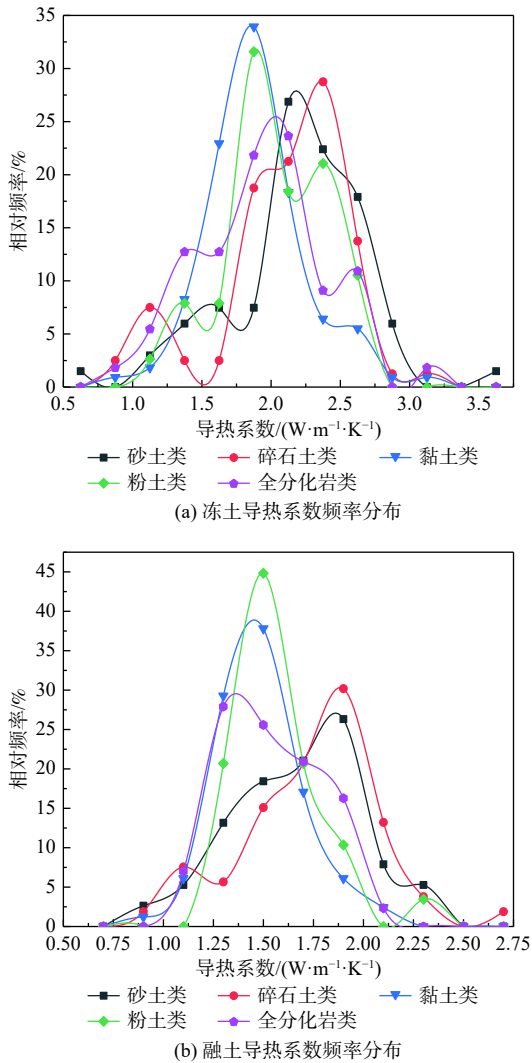 35
30
25
20
15
10
5
0
相对频率/%
0.5 1.0 1.5 2.0 2.5 3.0 3.5
导热系数/(W·m⁻¹·K⁻¹)
砂土类 碎石土类 黏土类
粉土类 全分化岩类
(a) 冻土导热系数频率分布
45
40
35
30
25
20
15
10
5
0
相对频率/%
0.50 0.75 1.00 1.25 1.50 1.75 2.00 2.25 2.50 2.75
导热系数/(W·m⁻¹·K⁻¹)
砂土类 碎石土类 黏土类
粉土类 全分化岩类
(b) 融土导热系数频率分布